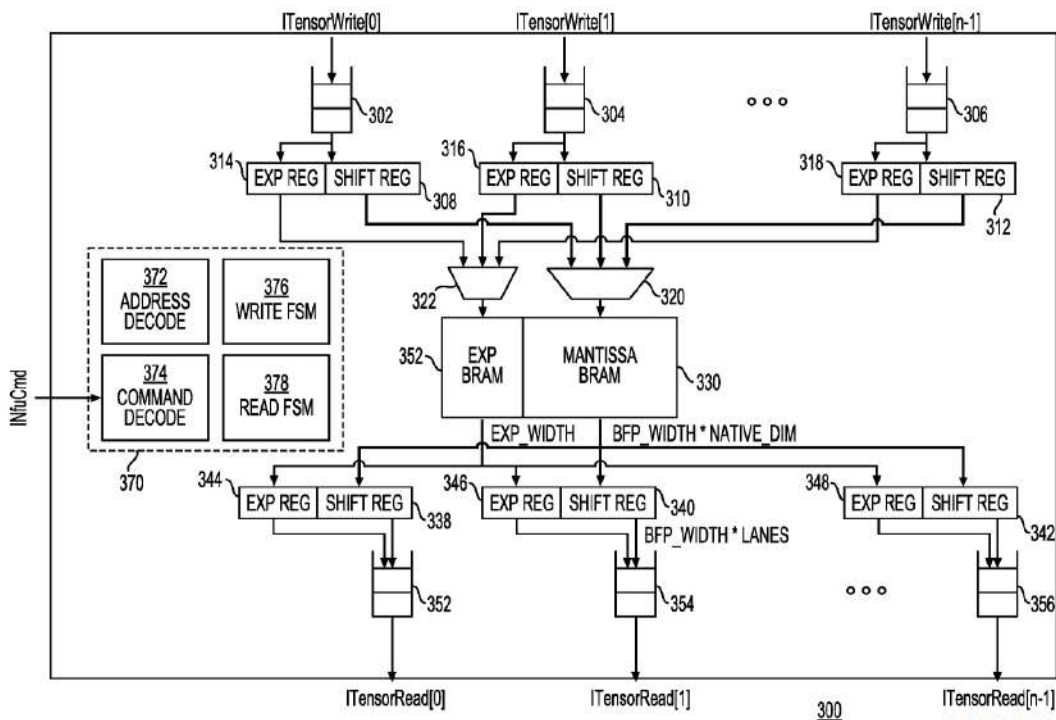 ITensorWrite[0] ITensorWrite[1] ITensorWrite[n-1]
302 304 306
314 EXP REG SHIFT REG 308 316 EXP REG SHIFT REG 310 318 EXP REG SHIFT REG 312
322 320
372
ADDRESS
DECODE
376
WRITE FSM
374
COMMAND
DECODE
378
READ FSM
370
INfuCmd
352 EXP
BRAM
MANTISSA
BRAM 330
EXP_WIDTH BFP_WIDTH * NATIVE_DIM
344 EXP REG SHIFT REG 338 346 EXP REG SHIFT REG 340 348 EXP REG SHIFT REG 342
BFP_WIDTH * LANES
352 354 356
ITensorRead[0] ITensorRead[1] ITensorRead[n-1]
300